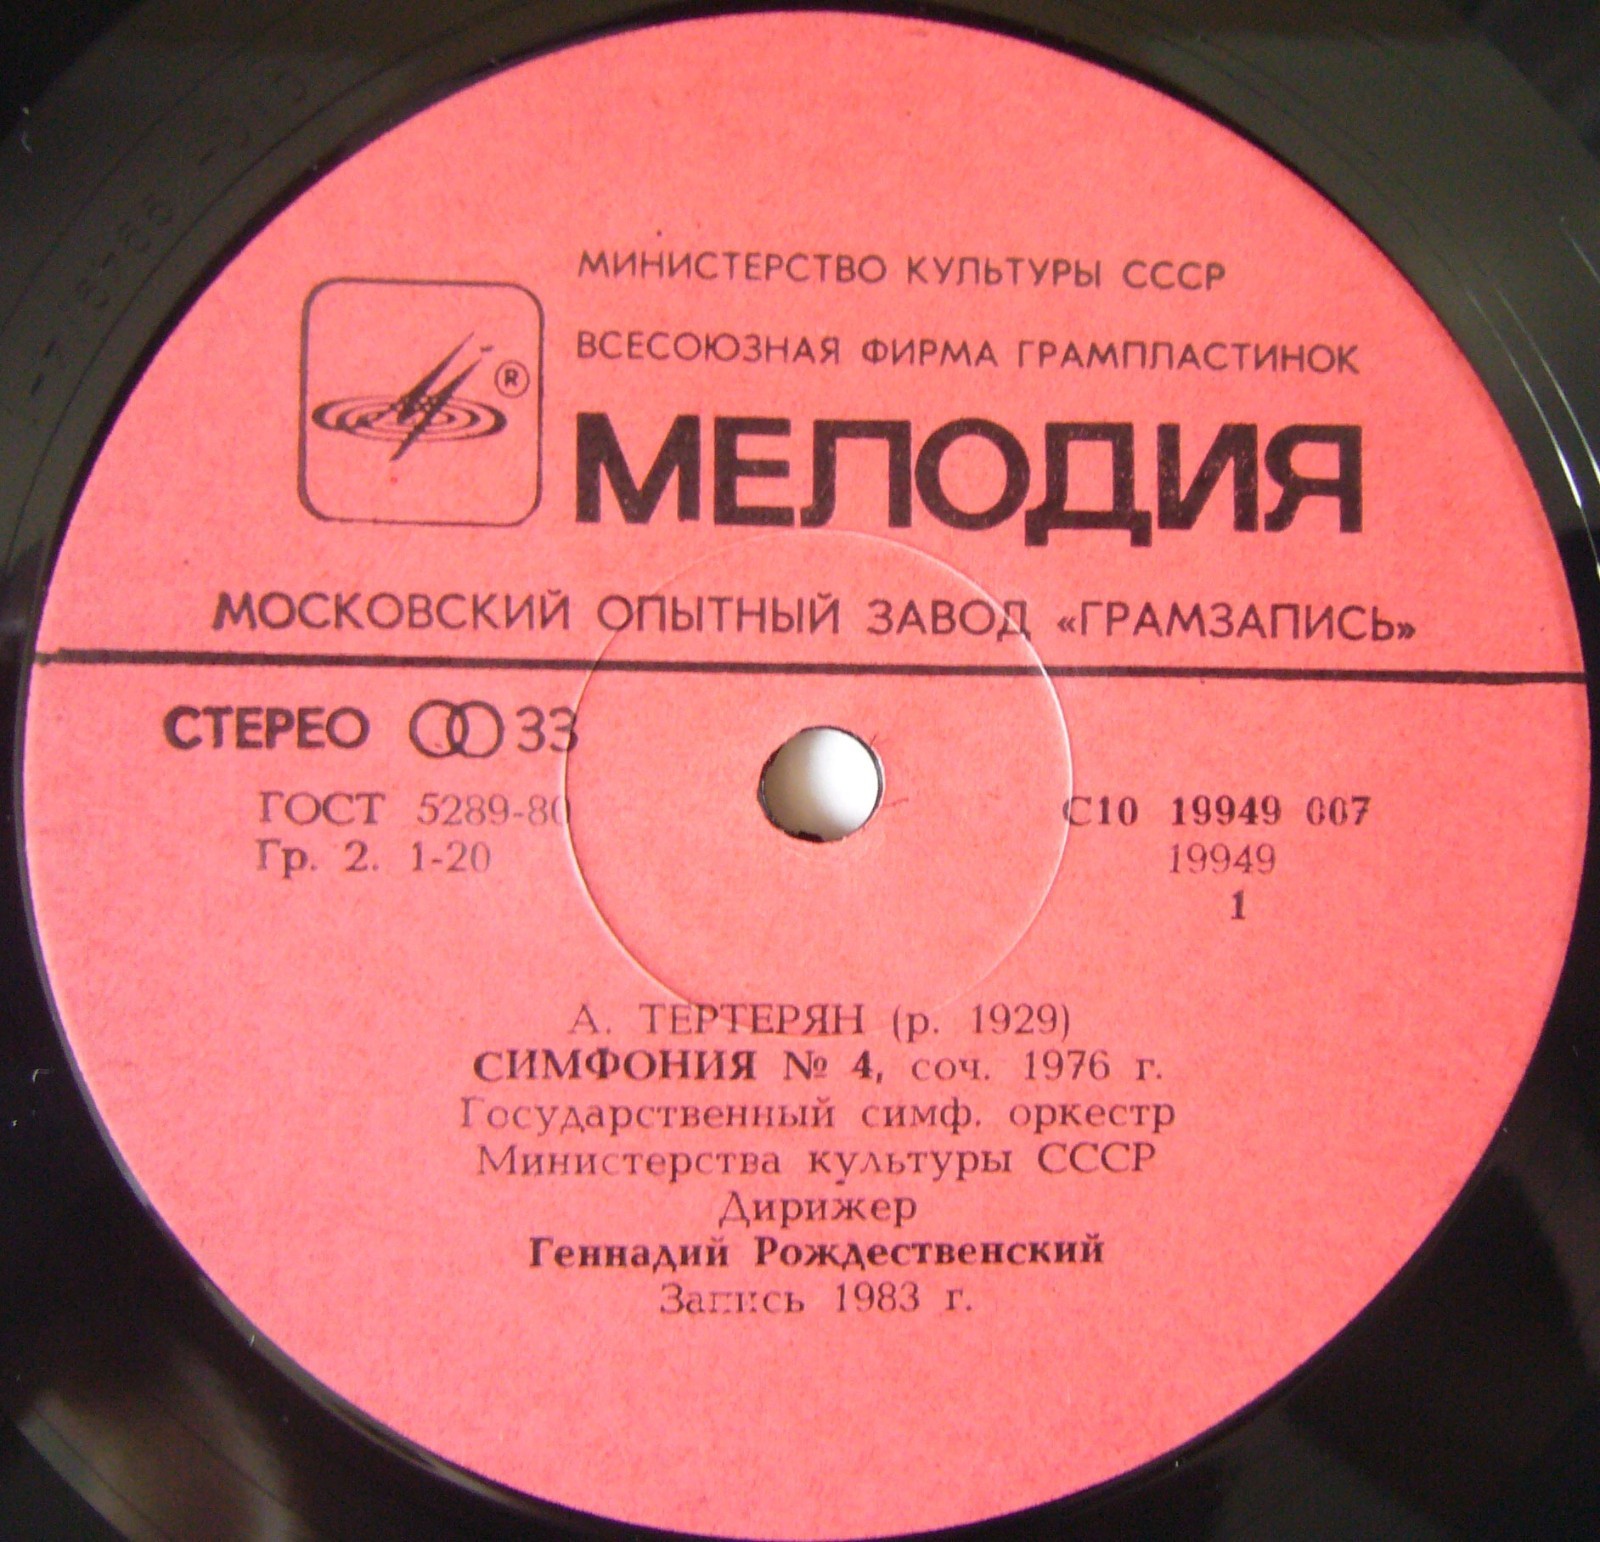 МИНИСТЕРСТВО КУЛЬТУРЫ СССР
ВСЕСОЮЗНАЯ ФИРМА ГРАМПЛАСТИНОК
®
МЕЛОДИЯ
МОСКОВСКИЙ ОПЫТНЫЙ ЗАВОД «ГРАМЗАПИСЬ»
СТЕРЕО 33
ГОСТ 5289-80
Гр. 2. 1-20
С10 19949 007
19949
1
А. ТЕРТЕРЯН (р. 1929)
СИМФОНИЯ № 4, соч. 1976 г.
Государственный симф. оркестр
Министерства культуры СССР
Дирижер
Геннадий Рождественский
Запись 1983 г.